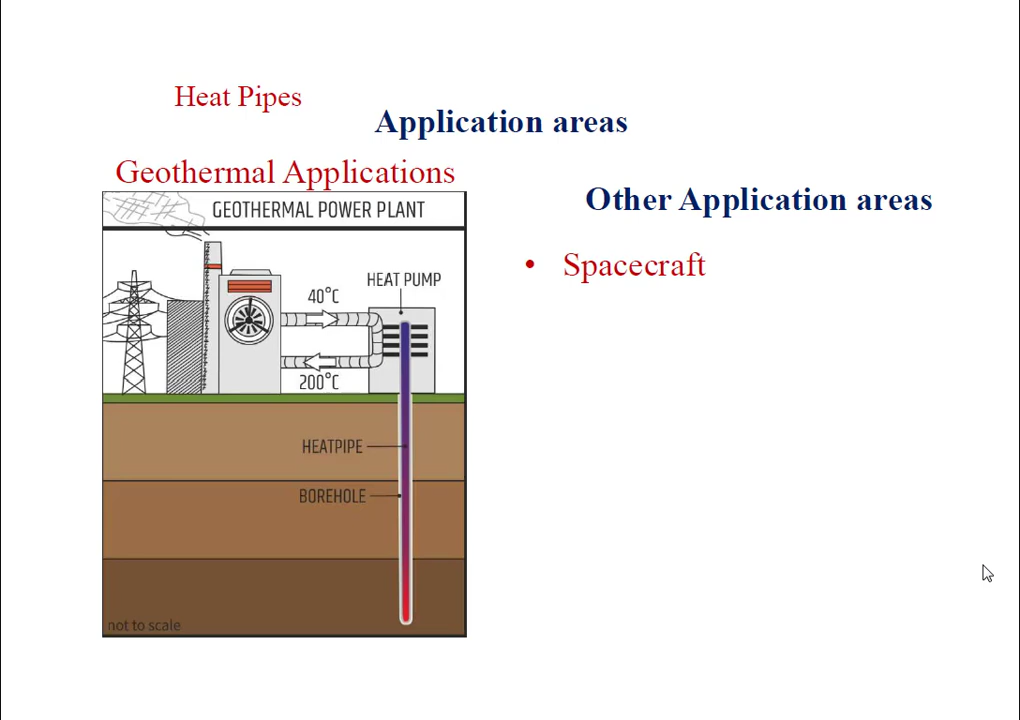 Heat Pipes
Application areas
Geothermal Applications
GEOTHERMAL POWER PLANT
HEAT PUMP
40°C
200°C
HEATPIPE
BOREHOLE
not to scale
Other Application areas
• Spacecraft